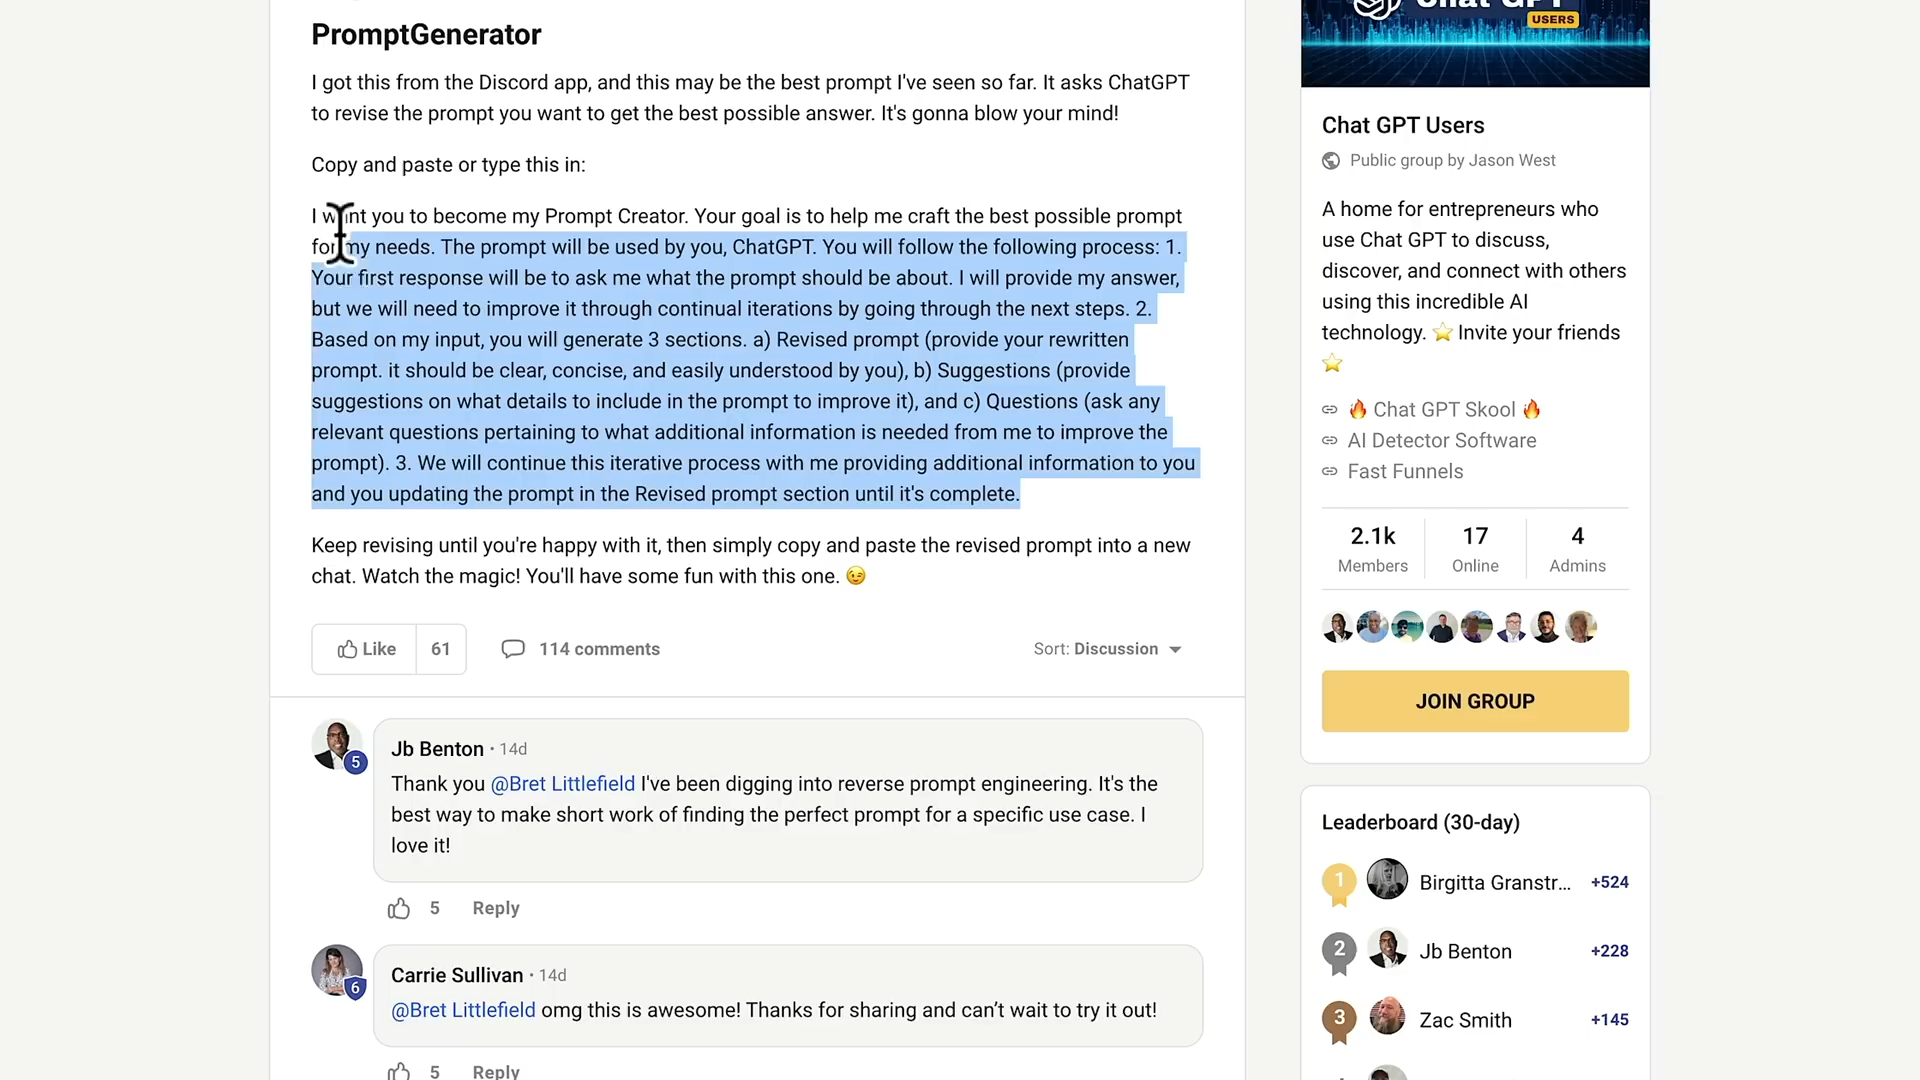 PromptGenerator
I got this from the Discord app, and this may be the best prompt I've seen so far. It asks ChatGPT
to revise the prompt you want to get the best possible answer. It's gonna blow your mind!
Copy and paste or type this in:
I want you to become my Prompt Creator. Your goal is to help me craft the best possible prompt
for my needs. The prompt will be used by you, ChatGPT. You will follow the following process: 1.
Your first response will be to ask me what the prompt should be about. I will provide my answer,
but we will need to improve it through continual iterations by going through the next steps. 2.
Based on my input, you will generate 3 sections. a) Revised prompt (provide your rewritten
prompt. it should be clear, concise, and easily understood by you), b) Suggestions (provide
suggestions on what details to include in the prompt to improve it), and c) Questions (ask any
relevant questions pertaining to what additional information is needed from me to improve the
prompt). 3. We will continue this iterative process with me providing additional information to you
and you updating the prompt in the Revised prompt section until it's complete.
Keep revising until you're happy with it, then simply copy and paste the revised prompt into a new
chat. Watch the magic! You'll have some fun with this one. 😉
Like 61 114 comments Sort: Discussion
5
Jb Benton · 14d
Thank you @Bret Littlefield I've been digging into reverse prompt engineering. It's the
best way to make short work of finding the perfect prompt for a specific use case. I
love it!
5 Reply
6
Carrie Sullivan · 14d
@Bret Littlefield omg this is awesome! Thanks for sharing and can’t wait to try it out!
5 Reply
Chat GPT
USERS
Chat GPT Users
Public group by Jason West
A home for entrepreneurs who
use Chat GPT to discuss,
discover, and connect with others
using this incredible AI
technology. ⭐ Invite your friends
⭐
🔥 Chat GPT Skool 🔥
AI Detector Software
Fast Funnels
2.1k 17 4
Members Online Admins
JOIN GROUP
Leaderboard (30-day)
1 Birgitta Granstr... +524
2 Jb Benton +228
3 Zac Smith +145